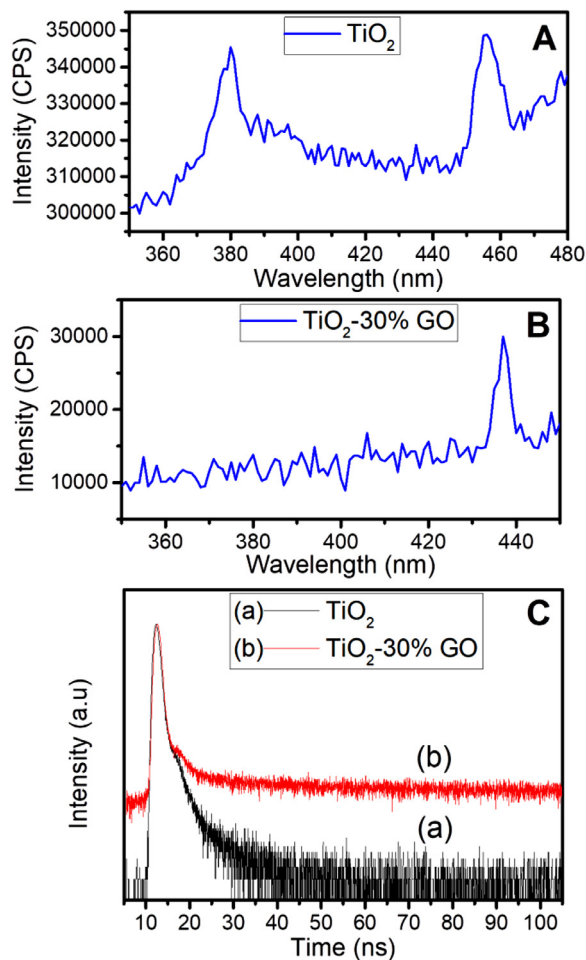 A
TiO2
Intensity (CPS)
350000
340000
330000
320000
310000
300000
360 380 400 420 440 460 480
Wavelength (nm)
B
TiO2-30% GO
Intensity (CPS)
30000
20000
10000
360 380 400 420 440
Wavelength (nm)
C
(a) TiO2
(b) TiO2-30% GO
Intensity (a.u)
(b)
(a)
10 20 30 40 50 60 70 80 90 100
Time (ns)